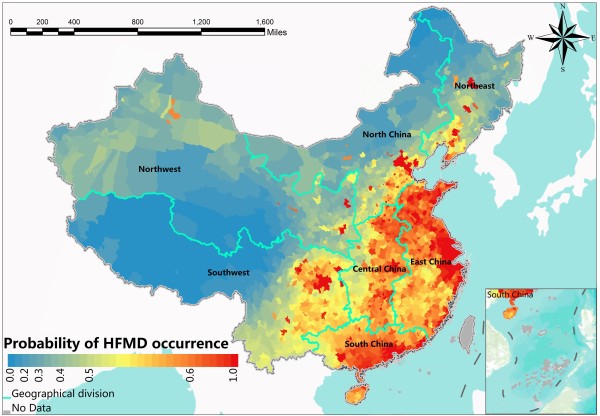 0 200 400 800 1,200 1,600
Miles
N
W E
S
Northeast
North China
Northwest
Southwest
Central China
East China
South China
South China
Probability of HFMD occurrence
0.0 0.2 0.3 0.4 0.5 0.6 1.0
Geographical division
No Data